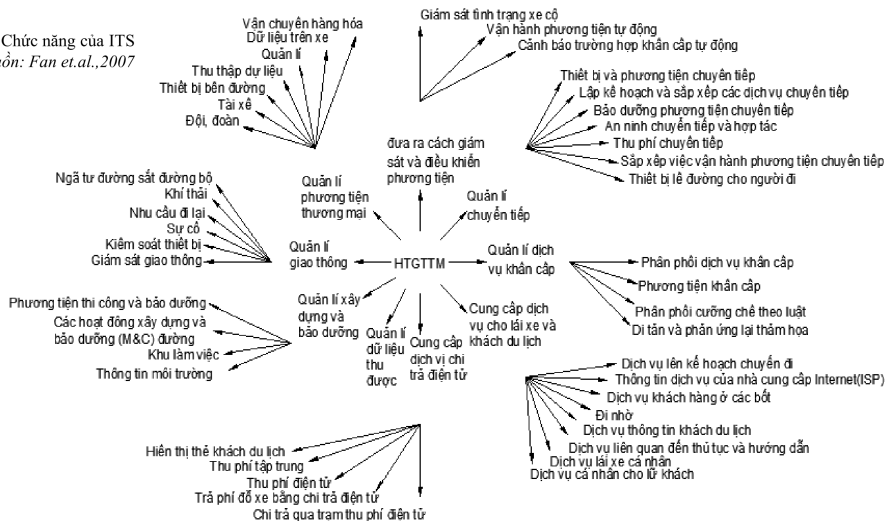 Chức năng của ITS
ồn: Fan et.al.,2007
Vận chuyển hàng hóa
Dữ liệu trên xe
Quản lí
Thu thập dự liệu
Thiết bị bên đường
Tài xế
Đội, đoàn
Giám sát tình trạng xe cộ
Vận hành phương tiện tự động
Cảnh báo trường hợp khẩn cấp tự động
Thiết bị và phương tiện chuyển tiếp
Lập kế hoạch và sắp xếp các dịch vụ chuyển tiếp
Bảo dưỡng phương tiện chuyển tiếp
An ninh chuyển tiếp và hợp tác
Thu phí chuyển tiếp
Sắp xếp việc vận hành phương tiện chuyển tiếp
Thiết bị lề đường cho người đi
đưa ra cách giám
sát và điều khiển
phương tiện
Quản lí
phương tiện
thương mại
Quản lí
chuyển tiếp
Ngã tư đường sắt đường bộ
Khí thải
Nhu cầu đi lại
Sự cố
Kiểm soát thiết bị
Giám sát giao thông
Quản lí
giao thông
HTGTTM
Quản lí dịch
vụ khẩn cấp
Phân phối dịch vụ khẩn cấp
Phương tiện khẩn cấp
Phân phối cưỡng chế theo luật
Di tản và phản ứng lại thảm họa
Phương tiện thi công và bảo dưỡng
Các hoạt đông xây dựng và
bảo dưỡng (M&C) đường
Khu làm việc
Thông tin môi trường
Quản lí xây
dựng và
bảo dưỡng
Quản lí
dữ liệu
thu
được
Cung cấp
dịch vị chi
trả điện tử
Cung cấp dịch
vụ cho lái xe và
khách du lịch
Dịch vụ lên kế hoạch chuyến đi
Thông tin dịch vụ của nhà cung cấp Internet(ISP)
Dịch vụ khách hàng ở các bốt
Đi nhờ
Dịch vụ thông tin khách du lịch
Dịch vụ liên quan đến thủ tục và hướng dẫn
Dịch vụ lái xe cá nhân
Dịch vụ cá nhân cho lữ khách
Hiển thị thẻ khách du lịch
Thu phí tập trung
Thu phí điện tử
Trả phí đỗ xe bằng chi trả điện tử
Chi trả qua trạm thu phí điện tử